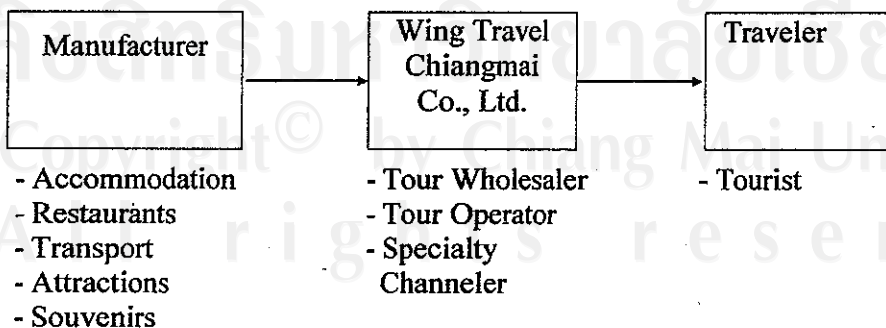 Manufacturer
Wing Travel
Chiangmai
Co., Ltd.
Traveler
- Accommodation
- Restaurants
- Transport
- Attractions
- Souvenirs
- Tour Wholesaler
- Tour Operator
- Specialty
Channeler
- Tourist
Copyright© by Chiang Mai Un
All rights reser